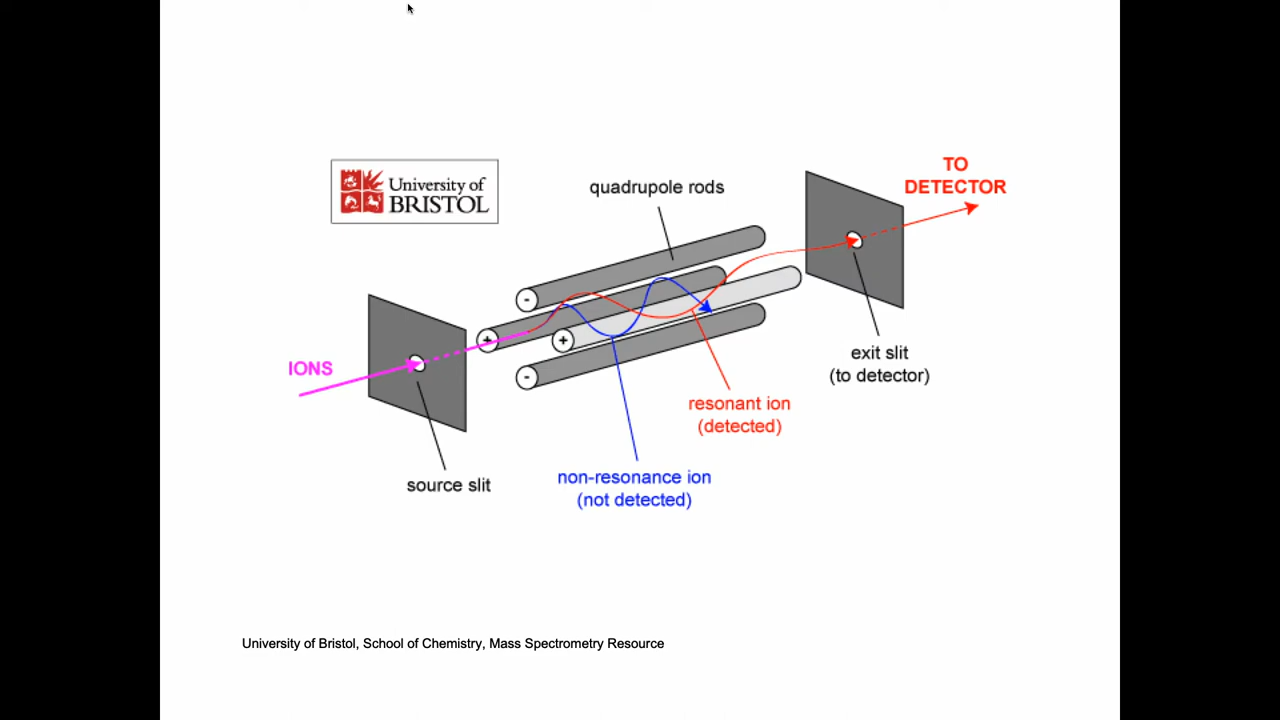 University of
BRISTOL
quadrupole rods
TO
DETECTOR
-
+
+
-
IONS
exit slit
(to detector)
resonant ion
(detected)
source slit
non-resonance ion
(not detected)
University of Bristol, School of Chemistry, Mass Spectrometry Resource